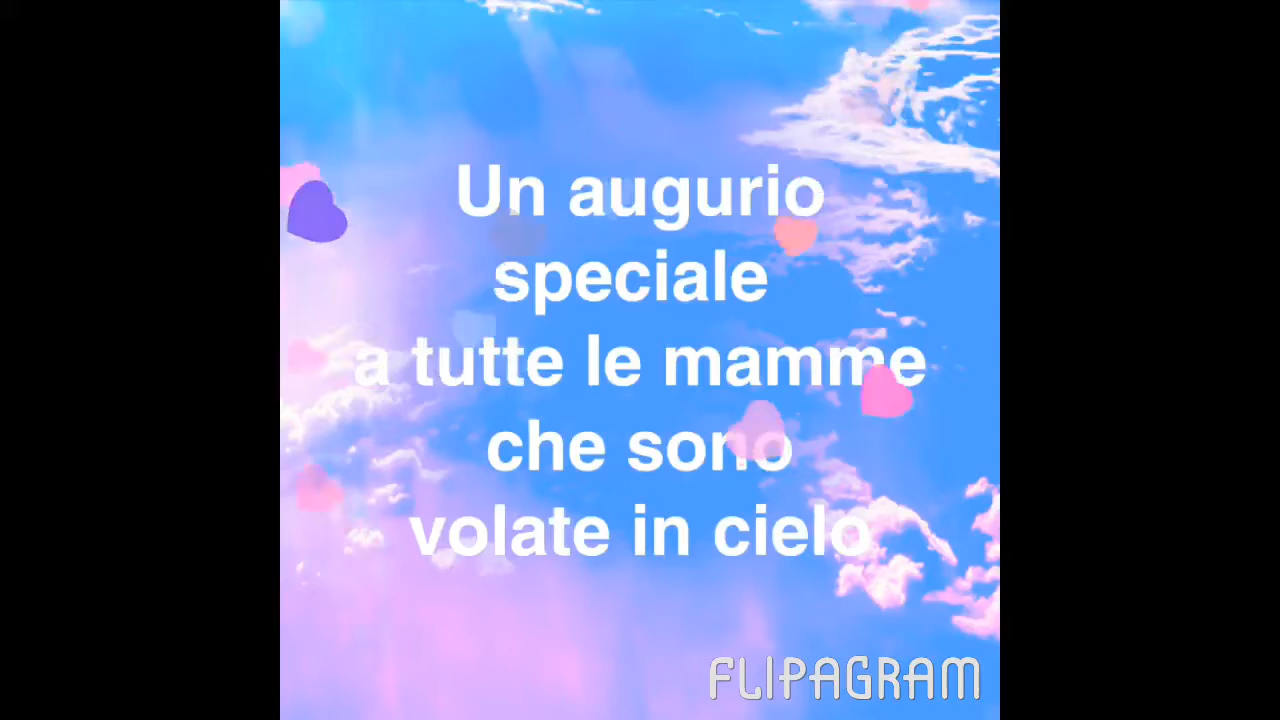 Un augurio
speciale
a tutte le mamme
che sono
volate in cielo
FLIPAGRAM